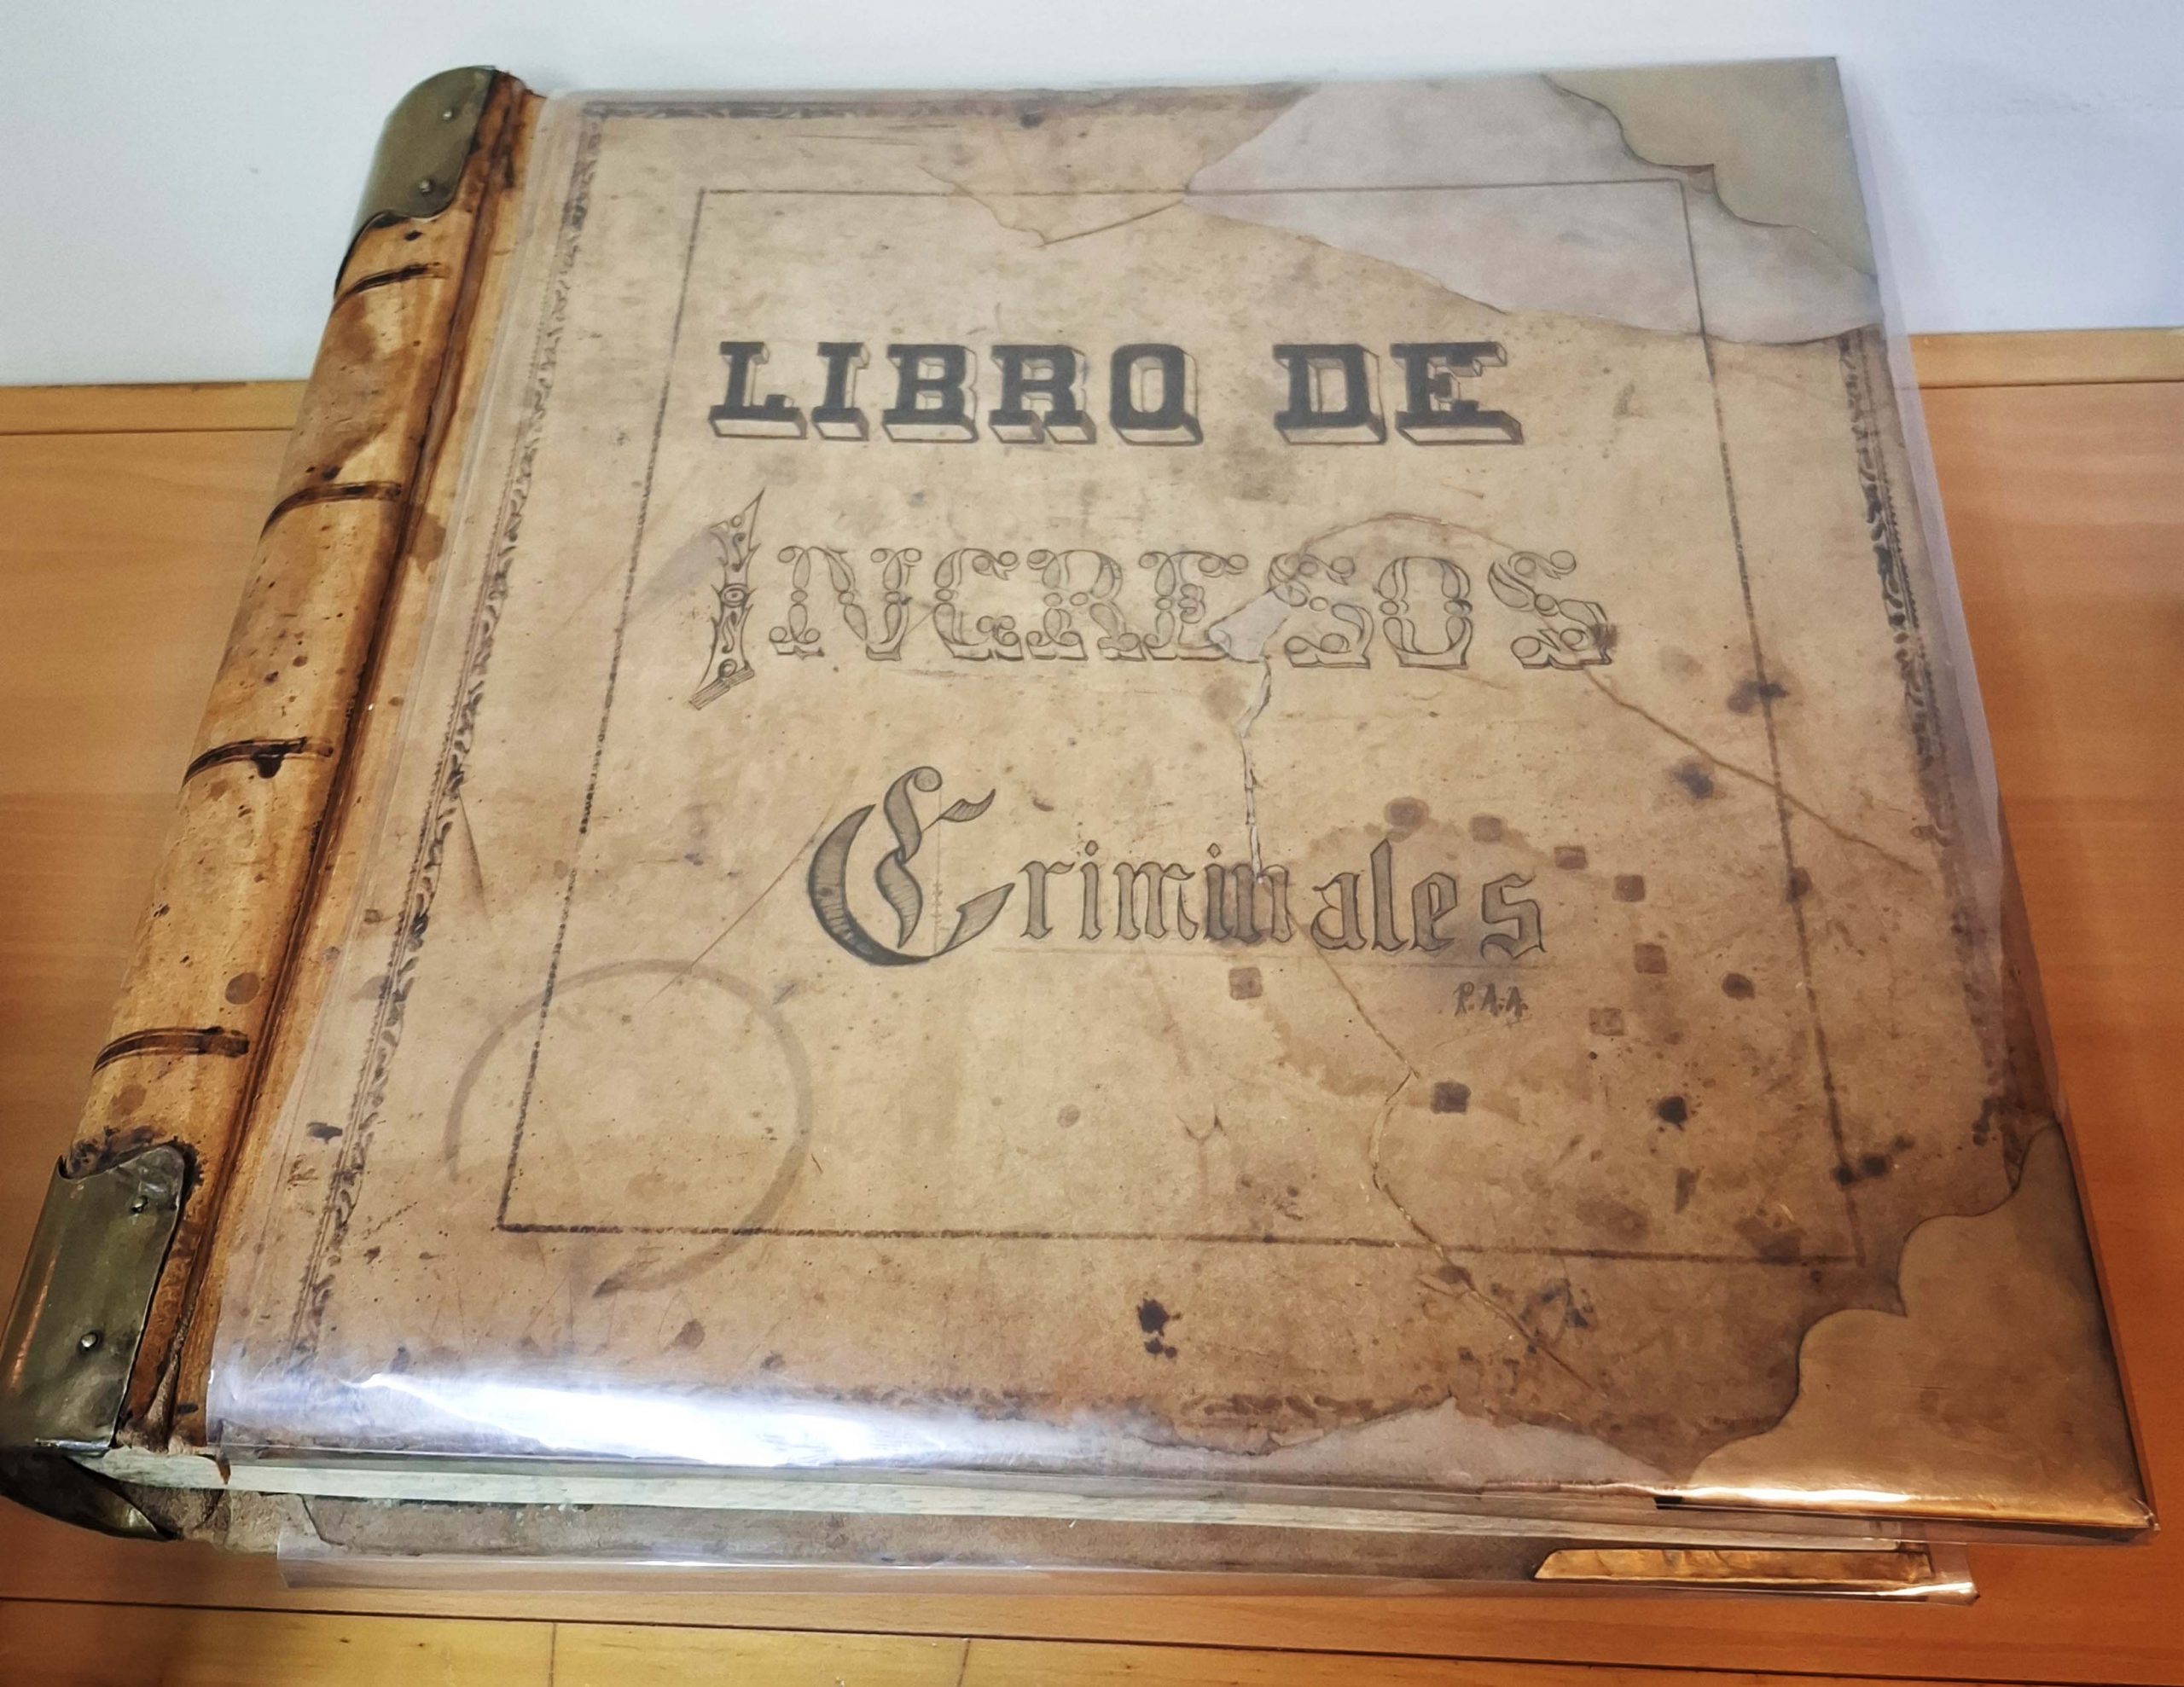 LIBRO DE
INGRESOS
Criminales
R.A.A.